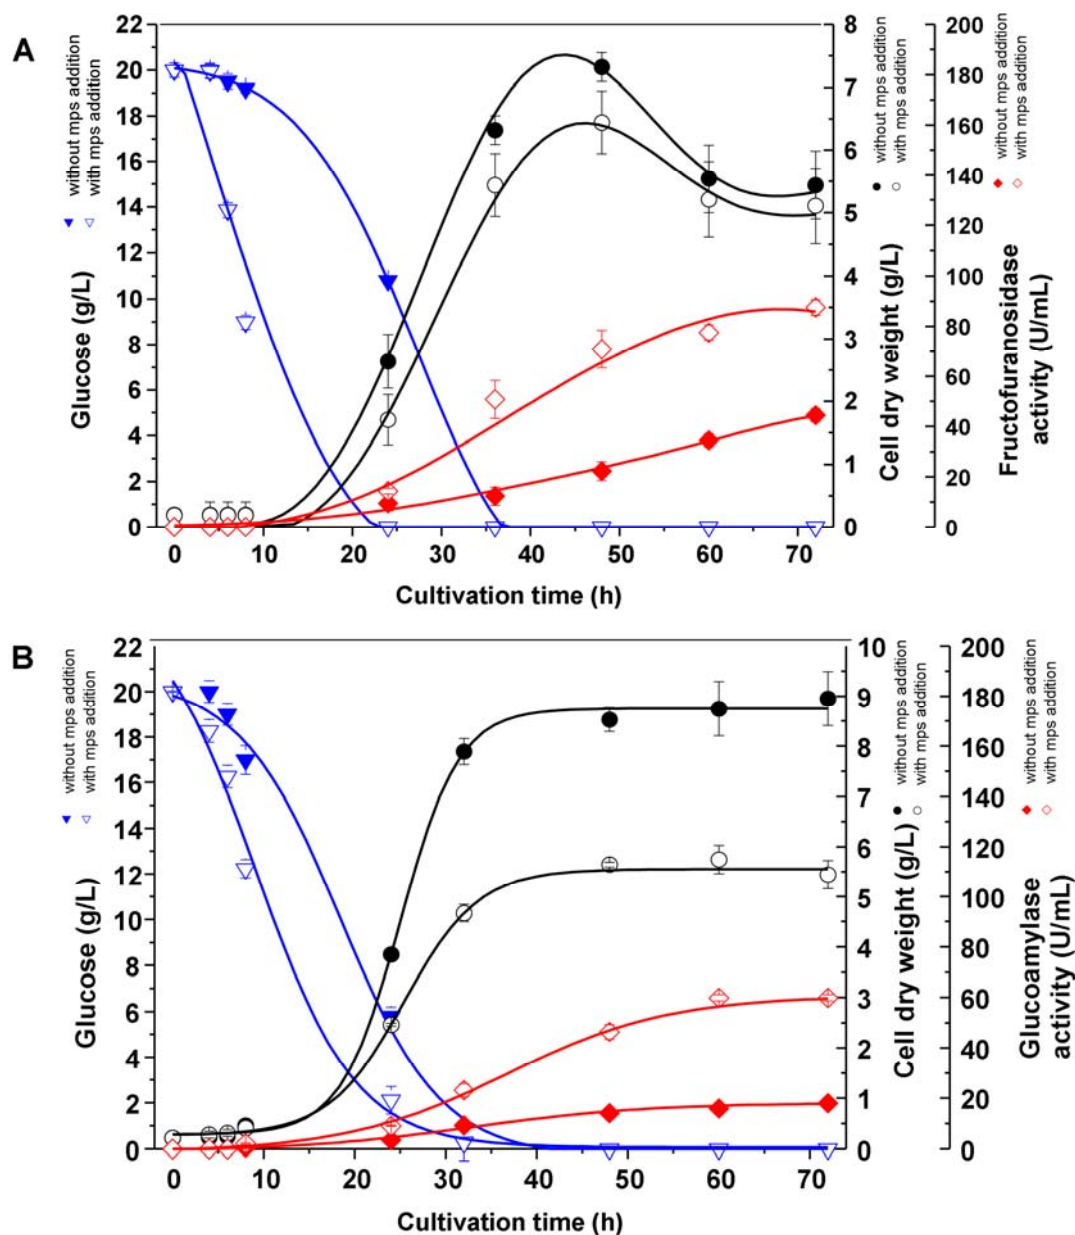 A
22
20
18
16
14
12
10
8
6
4
2
0
Glucose (g/L)
without mps addition
with mps addition
0 10 20 30 40 50 60 70
Cultivation time (h)
8
7
6
5
4
3
2
1
0
Cell dry weight (g/L)
without mps addition
with mps addition
200
180
160
140
120
100
80
60
40
20
0
Fructofuranosidase
activity (U/mL)
without mps addition
with mps addition
B
22
20
18
16
14
12
10
8
6
4
2
0
Glucose (g/L)
without mps addition
with mps addition
0 10 20 30 40 50 60 70
Cultivation time (h)
10
9
8
7
6
5
4
3
2
1
0
Cell dry weight (g/L)
without mps addition
with mps addition
200
180
160
140
120
100
80
60
40
20
0
Glucoamylase
activity (U/mL)
without mps addition
with mps addition